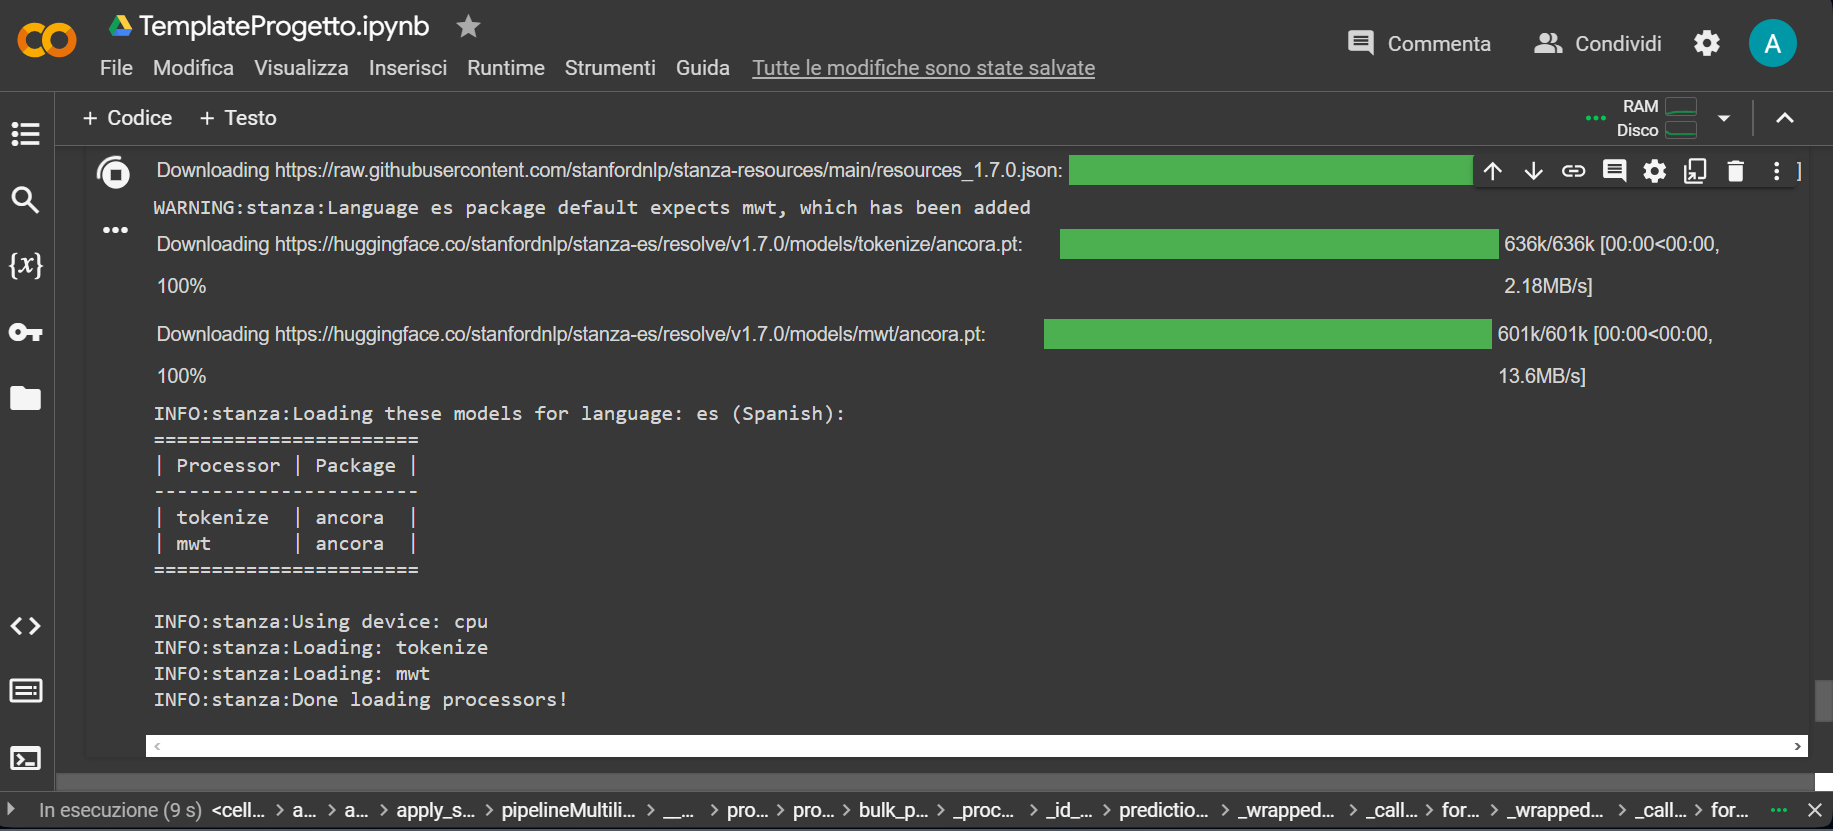 TemplateProgetto.ipynb
File Modifica Visualizza Inserisci Runtime Strumenti Guida Tutte le modifiche sono state salvate
Commenta Condividi A
+ Codice + Testo
RAM
Disco
Downloading https://raw.githubusercontent.com/stanfordnlp/stanza-resources/main/resources_1.7.0.json: ]
WARNING:stanza:Language es package default expects mwt, which has been added
Downloading https://huggingface.co/stanfordnlp/stanza-es/resolve/v1.7.0/models/tokenize/ancora.pt: 636k/636k [00:00<00:00,
100% 2.18MB/s]
Downloading https://huggingface.co/stanfordnlp/stanza-es/resolve/v1.7.0/models/mwt/ancora.pt: 601k/601k [00:00<00:00,
100% 13.6MB/s]
INFO:stanza:Loading these models for language: es (Spanish):
=======================
| Processor | Package |
-----------------------
| tokenize | ancora |
| mwt | ancora |
=======================
INFO:stanza:Using device: cpu
INFO:stanza:Loading: tokenize
INFO:stanza:Loading: mwt
INFO:stanza:Done loading processors!
In esecuzione (9 s) <cell... > a... > a... > apply_s... > pipelineMultili... > __... > pro... > pro... > bulk_p... > _proc... > _id_... > predictio... > _wrapped... > _call... > for... > _wrapped... > _call... > for...